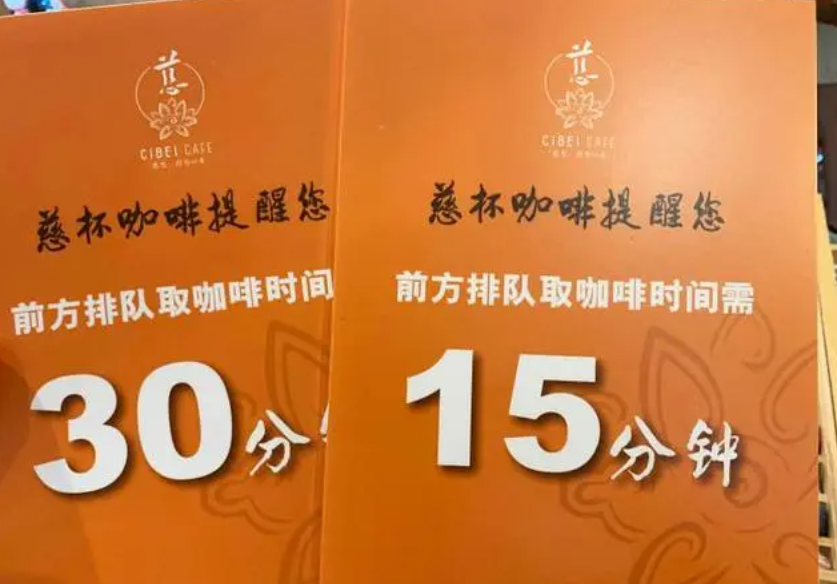 慈
CIBEI CAFE
慈杯咖啡提醒您
前方排队取咖啡时间
30分
慈
CIBEI CAFE
慈杯咖啡提醒您
前方排队取咖啡时间需
15分钟